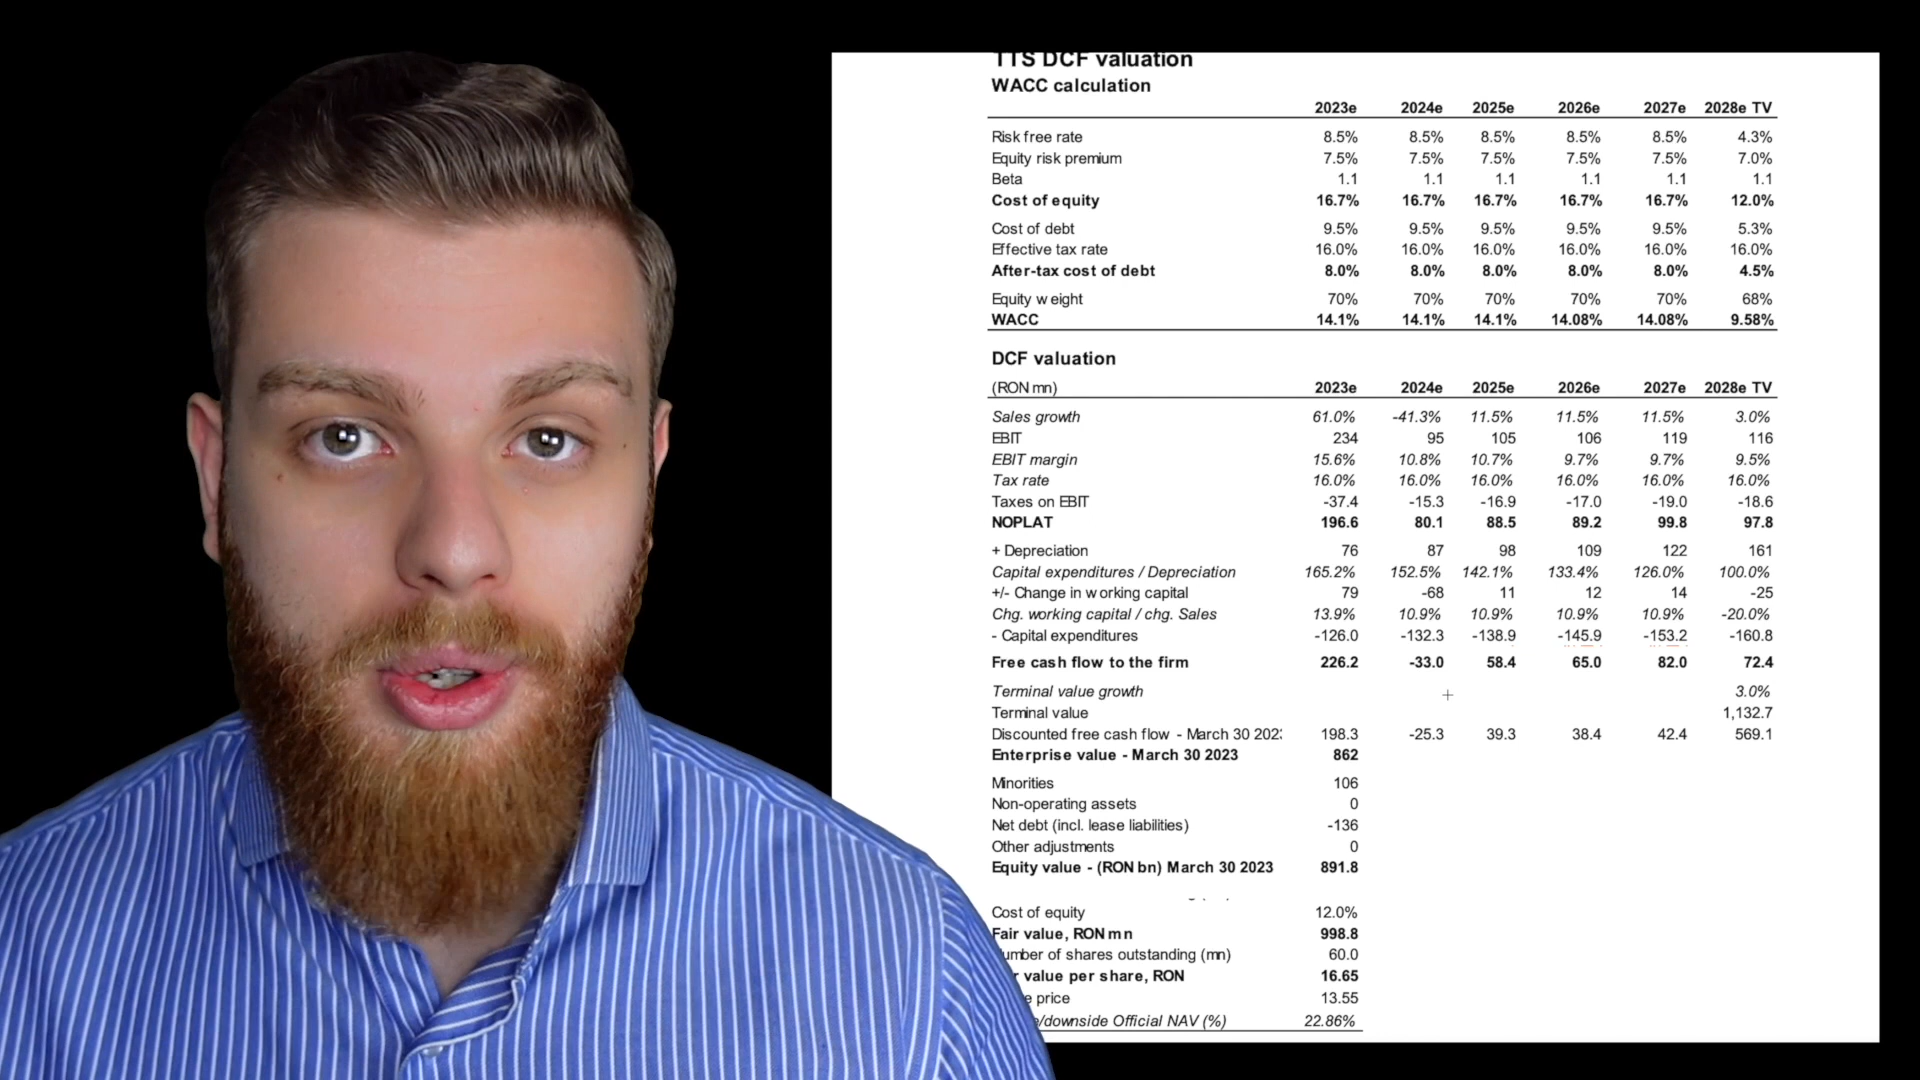 TTS DCF valuation
WACC calculation
2023e 2024e 2025e 2026e 2027e 2028e TV
Risk free rate 8.5% 8.5% 8.5% 8.5% 8.5% 4.3%
Equity risk premium 7.5% 7.5% 7.5% 7.5% 7.5% 7.0%
Beta 1.1 1.1 1.1 1.1 1.1 1.1
Cost of equity 16.7% 16.7% 16.7% 16.7% 16.7% 12.0%
Cost of debt 9.5% 9.5% 9.5% 9.5% 9.5% 5.3%
Effective tax rate 16.0% 16.0% 16.0% 16.0% 16.0% 16.0%
After-tax cost of debt 8.0% 8.0% 8.0% 8.0% 8.0% 4.5%
Equity weight 70% 70% 70% 70% 70% 68%
WACC 14.1% 14.1% 14.1% 14.08% 14.08% 9.58%
DCF valuation
(RON mn) 2023e 2024e 2025e 2026e 2027e 2028e TV
Sales growth 61.0% -41.3% 11.5% 11.5% 11.5% 3.0%
EBIT 234 95 105 106 119 116
EBIT margin 15.6% 10.8% 10.7% 9.7% 9.7% 9.5%
Tax rate 16.0% 16.0% 16.0% 16.0% 16.0% 16.0%
Taxes on EBIT -37.4 -15.3 -16.9 -17.0 -19.0 -18.6
NOPLAT 196.6 80.1 88.5 89.2 99.8 97.8
+ Depreciation 76 87 98 109 122 161
Capital expenditures / Depreciation 165.2% 152.5% 142.1% 133.4% 126.0% 100.0%
+/- Change in working capital 79 -68 11 12 14 -25
Chg. working capital / chg. Sales 13.9% 10.9% 10.9% 10.9% 10.9% -20.0%
- Capital expenditures -126.0 -132.3 -138.9 -145.9 -153.2 -160.8
Free cash flow to the firm 226.2 -33.0 58.4 65.0 82.0 72.4
Terminal value growth 3.0%
Terminal value 1,132.7
Discounted free cash flow - March 30 202 198.3 -25.3 39.3 38.4 42.4 569.1
Enterprise value - March 30 2023 862
Minorities 106
Non-operating assets 0
Net debt (incl. lease liabilities) -136
Other adjustments 0
Equity value - (RON bn) March 30 2023 891.8
Cost of equity 12.0%
Fair value, RON mn 998.8
umber of shares outstanding (mn) 60.0
r value per share, RON 16.65
e price 13.55
e/downside Official NAV (%) 22.86%